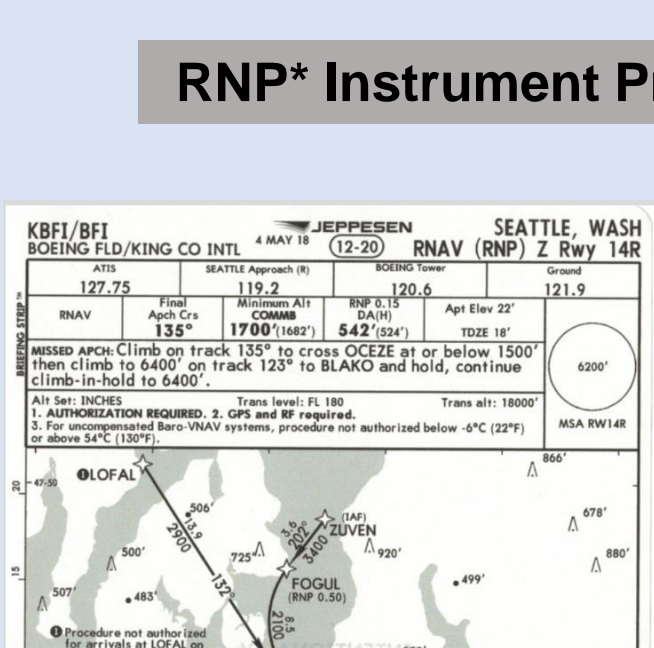 RNP* Instrument Pr
KBFI/BFI
BOEING FLD/KING CO INTL
4 MAY 18
JEPPESEN
12-20
SEATTLE, WASH
RNAV (RNP) Z Rwy 14R
BRIEFING STRIP™
ATIS
127.75
SEATTLE Approach (R)
119.2
BOEING Tower
120.6
Ground
121.9
RNAV
Final
Apch Crs
135°
Minimum Alt
COMMB
1700'(1682')
RNP 0.15
DA(H)
542'(524')
Apt Elev 22'
TDZE 18'
MISSED APCH: Climb on track 135° to cross OCEZE at or below 1500'
then climb to 6400' on track 123° to BLAKO and hold, continue
climb-in-hold to 6400'.
6200'
MSA RW14R
Alt Set: INCHES
Trans level: FL 180
Trans alt: 18000'
1. AUTHORIZATION REQUIRED. 2. GPS and RF required.
3. For uncompensated Baro-VNAV systems, procedure not authorized below -6°C (22°F)
or above 54°C (130°F).
866'
1 LOFAL
20
47-50
506'
13.9
2900
132°
(IAF)
ZUVEN
3.6
202°
3400
678'
500'
725'
920'
880'
15
FOGUL
(RNP 0.50)
499'
507'
483'
8.5
2100
1 Procedure not authorized
for arrivals at LOFAL on